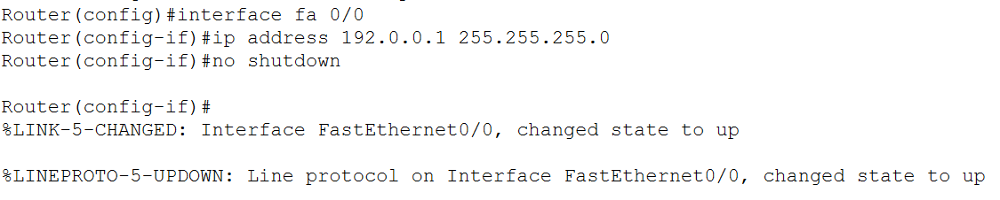 Router(config)#interface fa 0/0
Router(config-if)#ip address 192.0.0.1 255.255.255.0
Router(config-if)#no shutdown
Router(config-if)#
%LINK-5-CHANGED: Interface FastEthernet0/0, changed state to up
%LINEPROTO-5-UPDOWN: Line protocol on Interface FastEthernet0/0, changed state to up